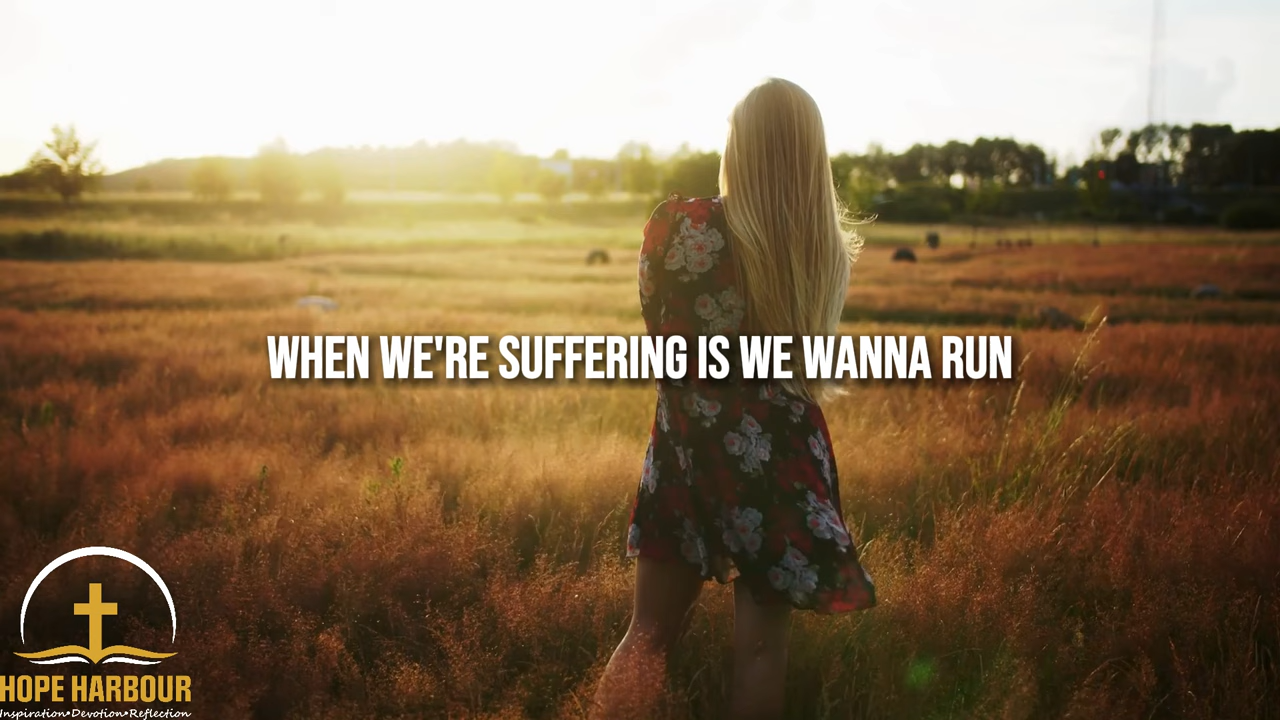 WHEN WE'RE SUFFERING IS WE WANNA RUN
HOPE HARBOUR
Inspiration•Devotion•Reflection